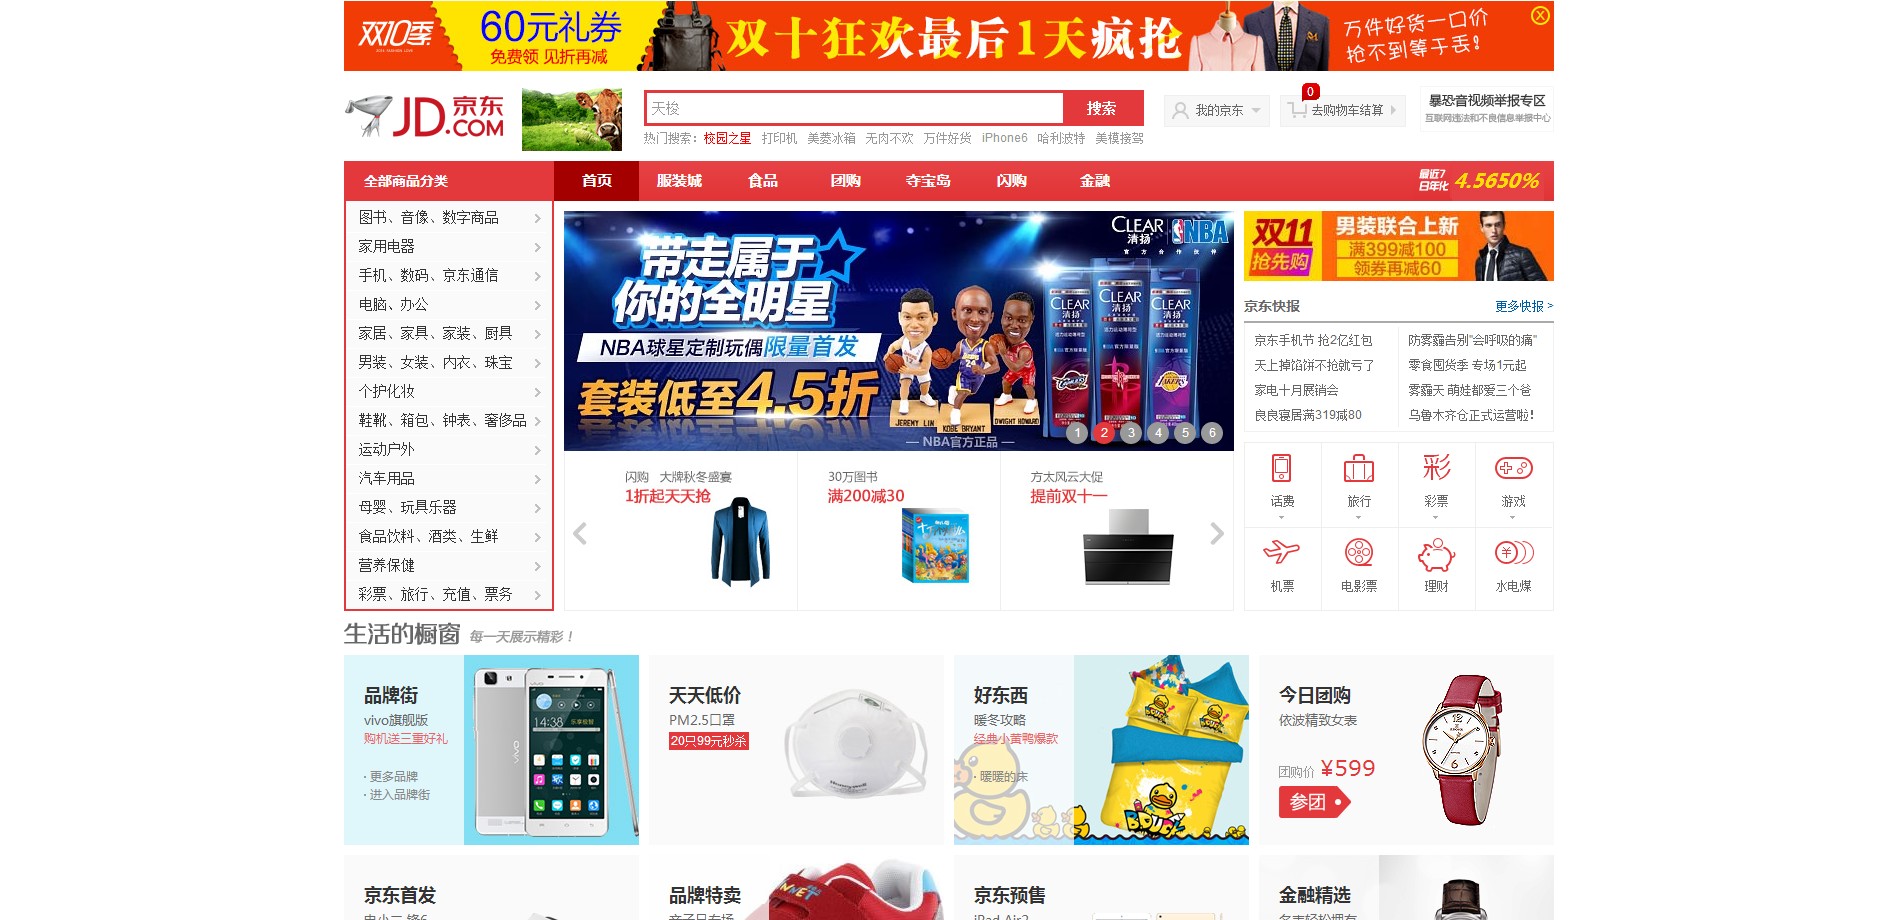 双10季
60元礼券
免费领 见折再减
双十狂欢最后1天疯抢
万件好货一口价
抢不到等于丢!
JD.COM 京东
天梭
搜索
我的京东
0
去购物车结算
暴恐音视频举报专区
互联网违法和不良信息举报中心
热门搜索: 校园之星 打印机 美菱冰箱 无肉不欢 万件好货 iPhone6 哈利波特 美模接驾
全部商品分类 首页 服装城 食品 团购 夺宝岛 闪购 金融
最近7日年化 4.5650%
图书、音像、数字商品
家用电器
手机、数码、京东通信
电脑、办公
家居、家具、家装、厨具
男装、女装、内衣、珠宝
个护化妆
鞋靴、箱包、钟表、奢侈品
运动户外
汽车用品
母婴、玩具乐器
食品饮料、酒类、生鲜
营养保健
彩票、旅行、充值、票务
CLEAR 清扬 NBA
官方合作伙伴
带走属于
你的全明星
NBA球星定制玩偶限量首发
套装低至4.5折
JEREMY LIN KOBE BRYANT DWIGHT HOWARD
CLEAR 清扬
CLEAR 清扬
CLEAR 清扬
— NBA官方正品 —
1 2 3 4 5 6
闪购 大牌秋冬盛宴
1折起天天抢
30万图书
满200减30
方太风云大促
提前双十一
双11
抢先购
男装联合上新
满399减100
领券再减60
京东快报 更多快报 >
京东手机节 抢2亿红包
防雾霾告别"会呼吸的痛"
天上掉馅饼不抢就亏了
零食囤货季 专场1元起
家电十月展销会
雾霾天 萌娃都爱三个爸
良良寝居满319减80
乌鲁木齐仓正式运营啦!
话费 旅行 彩票 游戏
机票 电影票 理财 水电煤
生活的橱窗 每一天展示精彩!
品牌街
vivo旗舰版
购机送三重好礼
· 更多品牌
· 进入品牌街
14:38
天天低价
PM2.5口罩
20只99元秒杀
好东西
暖冬攻略
经典小黄鸭爆款
· 暖暖的床
B.DUCK
今日团购
依波精致女表
团购价 ¥599
参团
京东首发
品牌特卖
京东预售
iPad Air2
金融精选